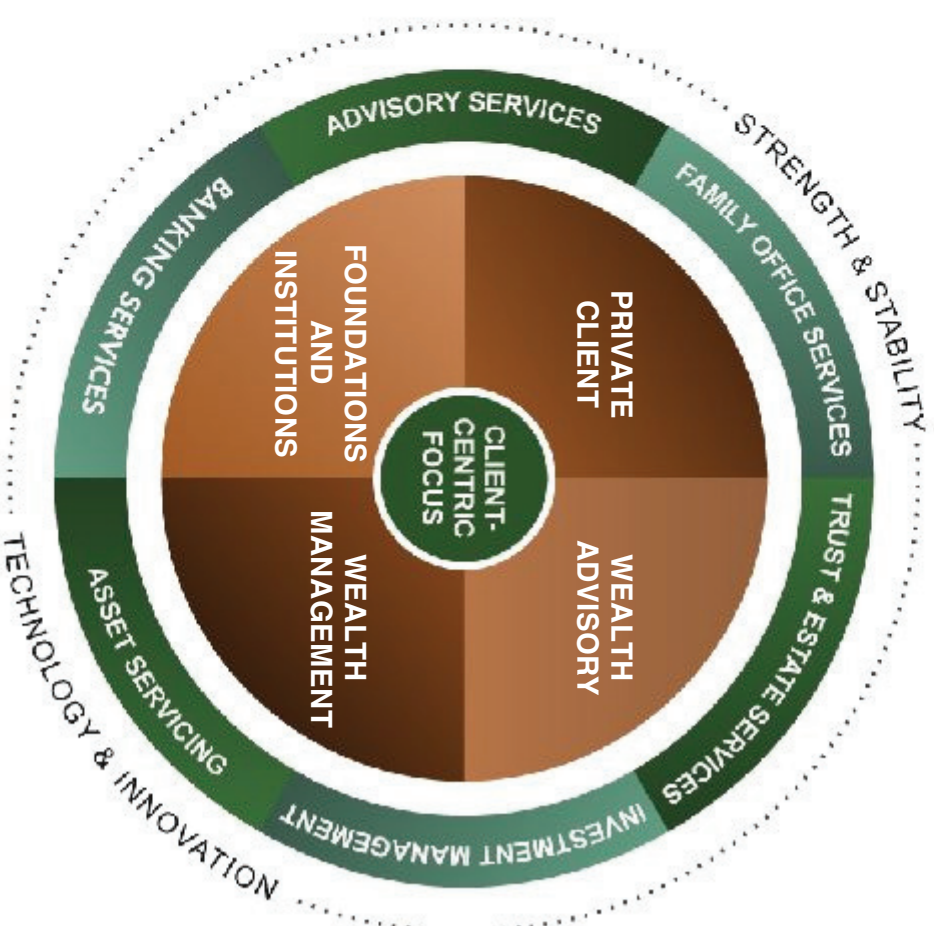 STRENGTH & STABILITY
ADVISORY SERVICES
FAMILY OFFICE SERVICES
TRUST & ESTATE SERVICES
INVESTMENT MANAGEMENT
ASSET SERVICING
BANKING SERVICES
PRIVATE
CLIENT
WEALTH
ADVISORY
FOUNDATIONS
AND
INSTITUTIONS
WEALTH
MANAGEMENT
CLIENT-
CENTRIC
FOCUS
TECHNOLOGY & INNOVATION